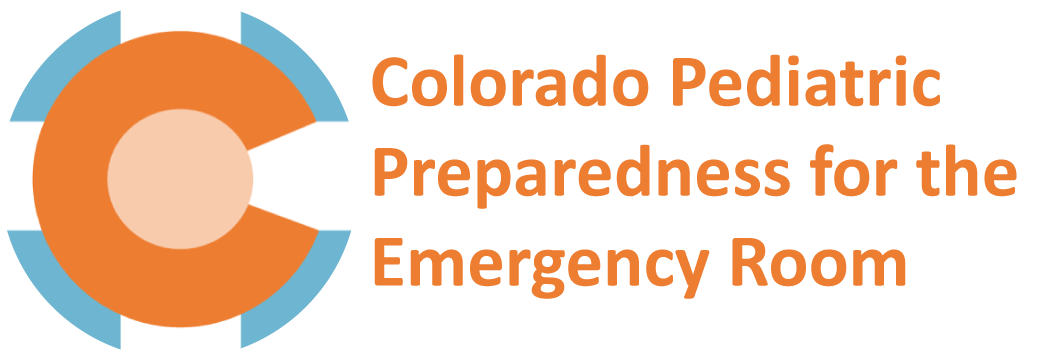 Colorado Pediatric
Preparedness for the
Emergency Room